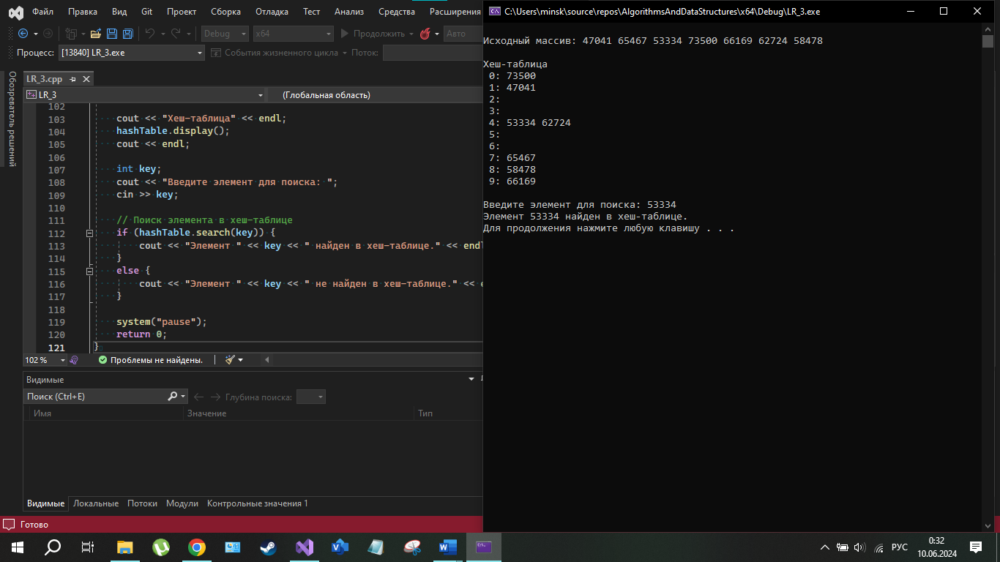 Файл Правка Вид Git Проект Сборка Отладка Тест Анализ Средства Расширения
Debug x64 Продолжить Авто
Процесс: [13840] LR_3.exe События жизненного цикла Поток:
Обозреватель решений
LR_3.cpp
LR_3 (Глобальная область)
102
103 cout << "Хеш-таблица" << endl;
104 hashTable.display();
105 cout << endl;
106
107 int key;
108 cout << "Введите элемент для поиска: ";
109 cin >> key;
110
111 // Поиск элемента в хеш-таблице
112 if (hashTable.search(key)) {
113 cout << "Элемент " << key << " найден в хеш-таблице." << endl
114 }
115 else {
116 cout << "Элемент " << key << " не найден в хеш-таблице." << e
117 }
118
119 system("pause");
120 return 0;
121 }
102 % Проблемы не найдены.
Видимые
Поиск (Ctrl+E) Глубина поиска:
Имя Значение Тип
Видимые Локальные Потоки Модули Контрольные значения 1
Готово
C:\Users\minsk\source\repos\AlgorithmsAndDataStructures\x64\Debug\LR_3.exe
Исходный массив: 47041 65467 53334 73500 66169 62724 58478
Хеш-таблица
0: 73500
1: 47041
2:
3:
4: 53334 62724
5:
6:
7: 65467
8: 58478
9: 66169
Введите элемент для поиска: 53334
Элемент 53334 найден в хеш-таблице.
Для продолжения нажмите любую клавишу . . .
РУС
0:32
10.06.2024